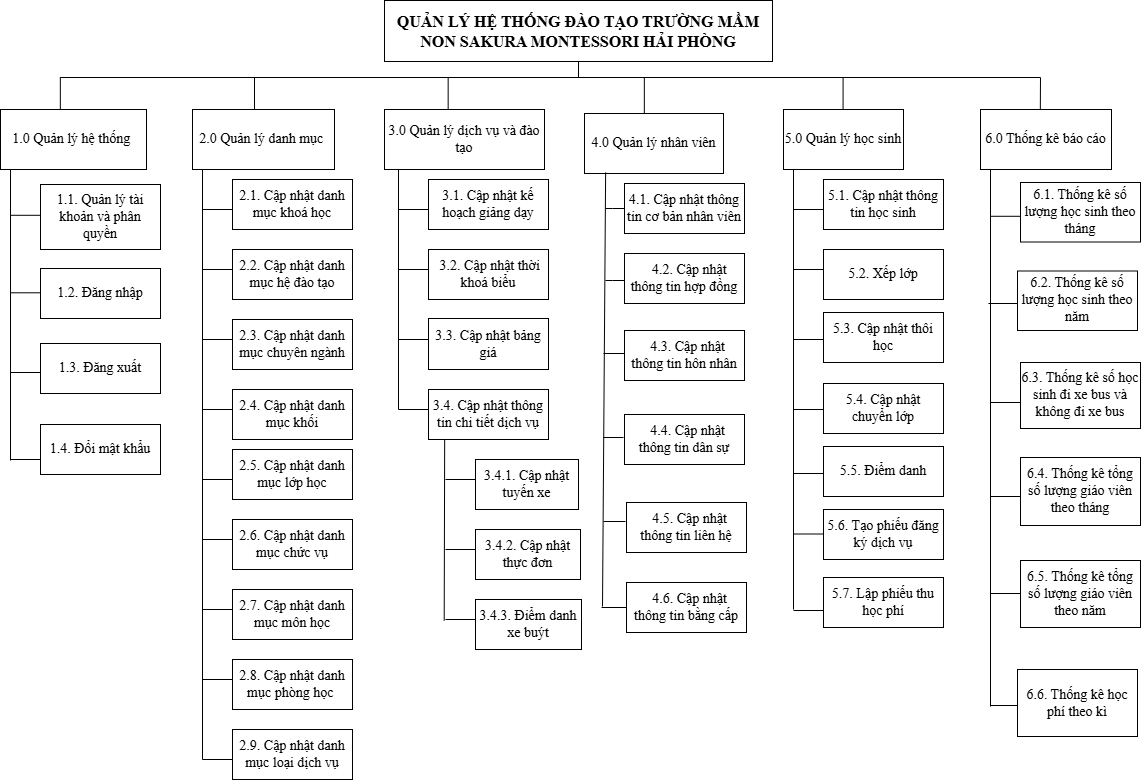 QUẢN LÝ HỆ THỐNG ĐÀO TẠO TRƯỜNG MẦM
NON SAKURA MONTESSORI HẢI PHÒNG
1.0 Quản lý hệ thống
1.1. Quản lý tài
khoản và phân
quyền
1.2. Đăng nhập
1.3. Đăng xuất
1.4. Đổi mật khẩu
2.0 Quản lý danh mục
2.1. Cập nhật danh
mục khoá học
2.2. Cập nhật danh
mục hệ đào tạo
2.3. Cập nhật danh
mục chuyên ngành
2.4. Cập nhật danh
mục khối
2.5. Cập nhật danh
mục lớp học
2.6. Cập nhật danh
mục chức vụ
2.7. Cập nhật danh
mục môn học
2.8. Cập nhật danh
mục phòng học
2.9. Cập nhật danh
mục loại dịch vụ
3.0 Quản lý dịch vụ và đào
tạo
3.1. Cập nhật kế
hoạch giảng dạy
3.2. Cập nhật thời
khoá biểu
3.3. Cập nhật bảng
giá
3.4. Cập nhật thông
tin chi tiết dịch vụ
3.4.1. Cập nhật
tuyến xe
3.4.2. Cập nhật
thực đơn
3.4.3. Điểm danh
xe buýt
4.0 Quản lý nhân viên
4.1. Cập nhật thông
tin cơ bản nhân viên
4.2. Cập nhật
thông tin hợp đồng
4.3. Cập nhật
thông tin hôn nhân
4.4. Cập nhật
thông tin dân sự
4.5. Cập nhật
thông tin liên hệ
4.6. Cập nhật
thông tin bằng cấp
5.0 Quản lý học sinh
5.1. Cập nhật thông
tin học sinh
5.2. Xếp lớp
5.3. Cập nhật thôi
học
5.4. Cập nhật
chuyển lớp
5.5. Điểm danh
5.6. Tạo phiếu đăng
ký dịch vụ
5.7. Lập phiếu thu
học phí
6.0 Thống kê báo cáo
6.1. Thống kê số
lượng học sinh theo
tháng
6.2. Thống kê số
lượng học sinh theo
năm
6.3. Thống kê số học
sinh đi xe bus và
không đi xe bus
6.4. Thống kê tổng
số lượng giáo viên
theo tháng
6.5. Thống kê tổng
số lượng giáo viên
theo năm
6.6. Thống kê học
phí theo kì